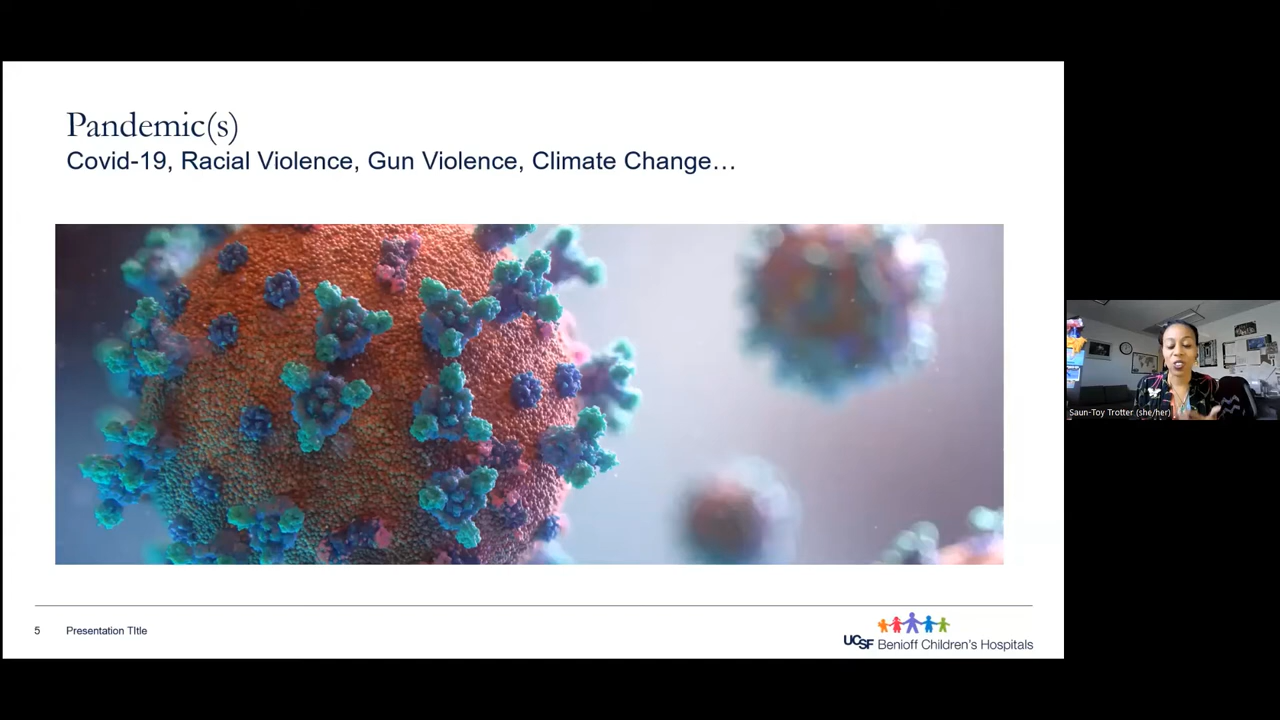 Pandemic(s)
Covid-19, Racial Violence, Gun Violence, Climate Change…
5 Presentation TItle
UCSF Benioff Children's Hospitals
Saun-Toy Trotter (she/her)